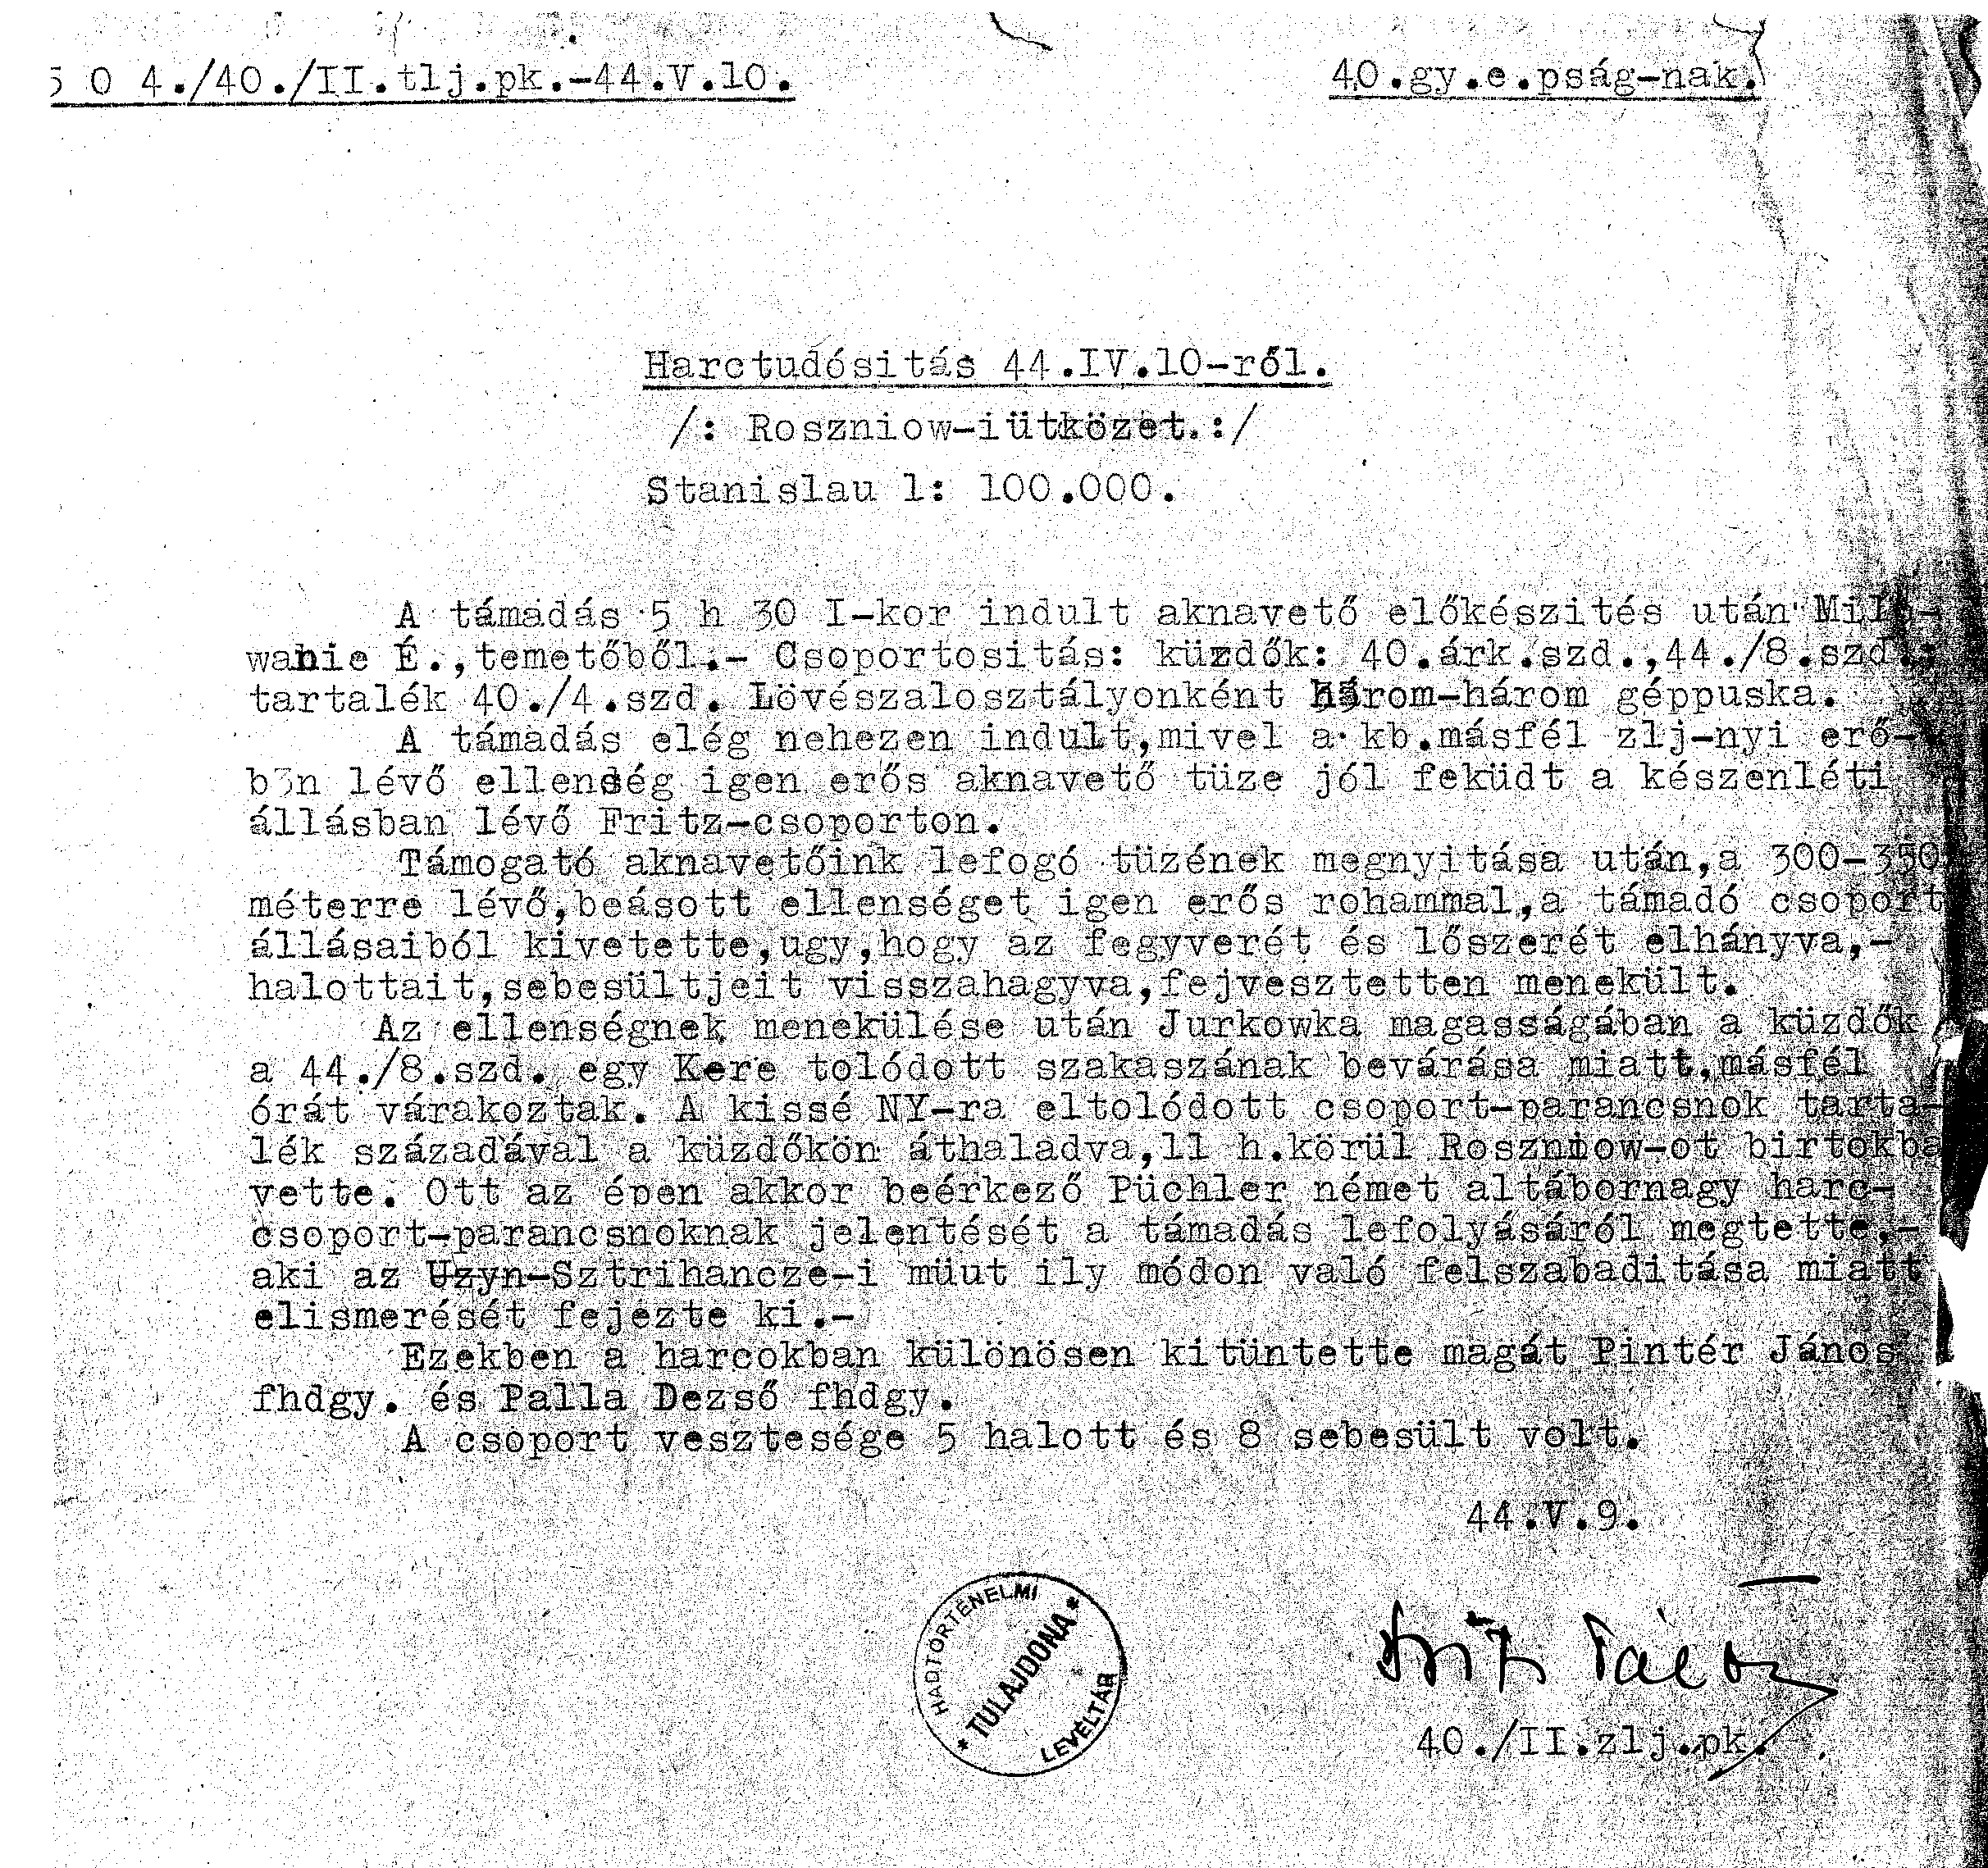 5 0 4./40./II.tlj.pk.-44.V.10.
40.gy.e.pság-nak.
Harctudósitás 44.IV.10-ről.
/: Roszniow-iütközet.:/
Stanislau 1: 100.000.
A támadás 5 h 30 I-kor indult aknavető előkészités után
wanie É.,temetőből.- Csoportositás: küzdők: 40.árk.szd.,44./8.szd.;
tartalék 40./4.szd. Lövészalosztályonként három-három géppuska.
A támadás elég nehezen indult,mivel a kb.másfél zlj-nyi erő-
ben lévő ellenség igen erős aknavető tüze jól feküdt a készenléti
állásban lévő Fritz-csoporton.
Támogató aknavetőink lefogó tüzének megnyitása után,a 300-350
méterre lévő,beásott ellenséget igen erős rohammal,a támadó csoport
állásaiból kivetette,ugy,hogy az fegyverét és lőszerét elhányva,-
halottait,sebesültjeit visszahagyva,fejvesztetten menekült.
Az ellenségnek menekülése után Jurkowka magasságában a küzdők
a 44./8.szd. egy Kere tolódott szakaszának bevárása miatt,másfél
órát várakoztak. A kissé NY-ra eltolódott csoport-parancsnok tarta-
lék századával a küzdőkön áthaladva,11 h.körül Roszniow-ot birtokba
vette. Ott az épen akkor beérkező Püchler német altábornagy harc-
csoport-parancsnoknak jelentését a támadás lefolyásáról megtette.-
aki az Uzyn-Sztrihancze-i müut ily módon való felszabaditása miatt
elismerését fejezte ki.-
Ezekben a harcokban különösen kitüntette magát Pintér János
fhdgy. és Palla Dezső fhdgy.
A csoport vesztesége 5 halott és 8 sebesült volt.
44.V.9.
HADTÖRTÉNELMI
* TULAJDONA *
LEVÉLTÁR
40./II.zlj.pk.